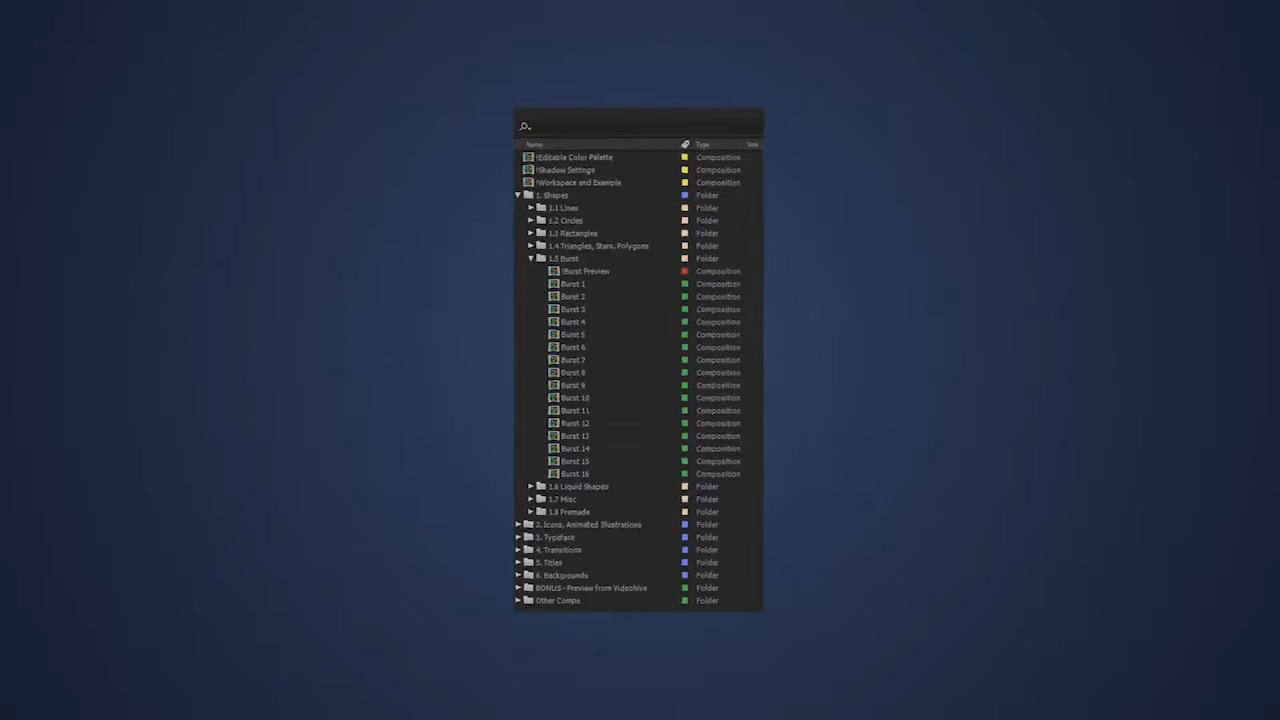 Name Type Size
!Editable Color Palette Composition
!Shadow Settings Composition
!Workspace and Example Composition
1. Shapes Folder
1.1 Lines Folder
1.2 Circles Folder
1.3 Rectangles Folder
1.4 Triangles, Stars, Polygons Folder
1.5 Burst Folder
!Burst Preview Composition
Burst 1 Composition
Burst 2 Composition
Burst 3 Composition
Burst 4 Composition
Burst 5 Composition
Burst 6 Composition
Burst 7 Composition
Burst 8 Composition
Burst 9 Composition
Burst 10 Composition
Burst 11 Composition
Burst 12 Composition
Burst 13 Composition
Burst 14 Composition
Burst 15 Composition
Burst 16 Composition
1.6 Liquid Shapes Folder
1.7 Misc Folder
1.8 Premade Folder
2. Icons, Animated Illustrations Folder
3. Typeface Folder
4. Transitions Folder
5. Titles Folder
6. Backgrounds Folder
BONUS - Preview from Videohive Folder
Other Comps Folder